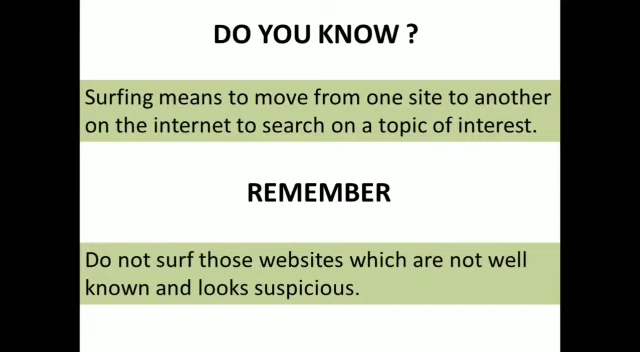 DO YOU KNOW ?
Surfing means to move from one site to another
on the internet to search on a topic of interest.
REMEMBER
Do not surf those websites which are not well
known and looks suspicious.